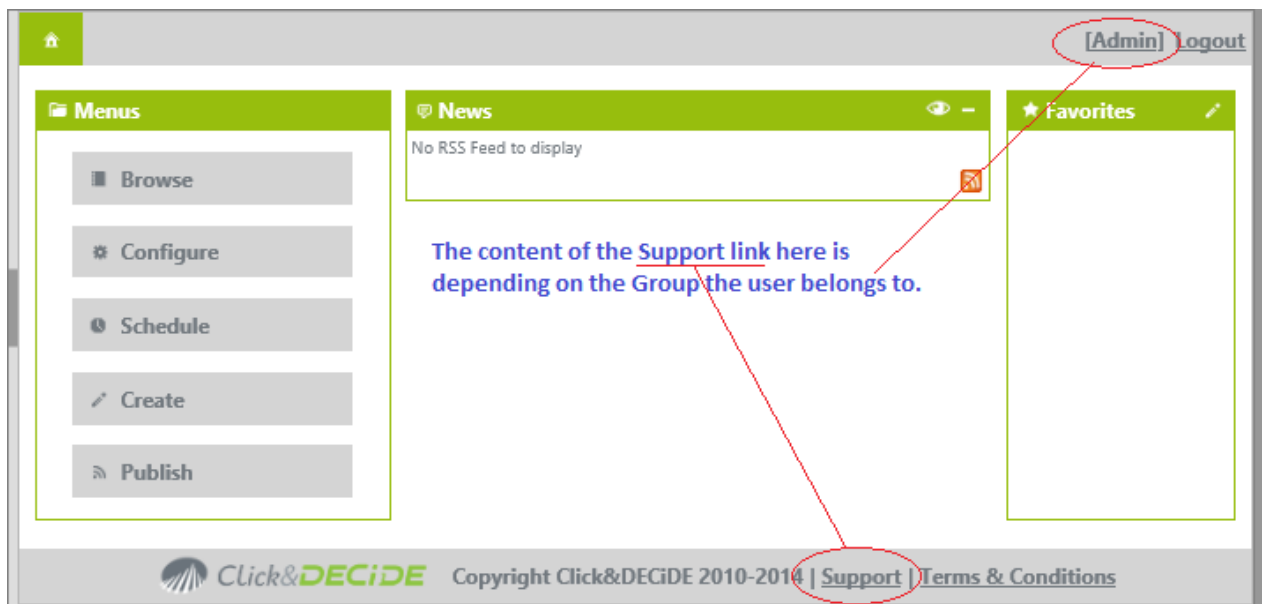 [Admin] Logout
Menus
Browse
Configure
Schedule
Create
Publish
News
No RSS Feed to display
The content of the Support link here is
depending on the Group the user belongs to.
Favorites
Click&DECiDE Copyright Click&DECiDE 2010-2014 | Support | Terms & Conditions